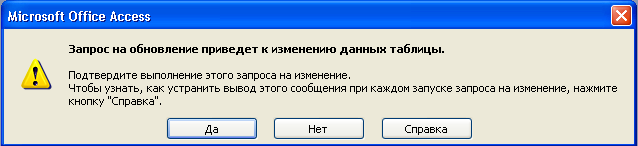 Microsoft Office Access
Запрос на обновление приведет к изменению данных таблицы.
Подтвердите выполнение этого запроса на изменение.
Чтобы узнать, как устранить вывод этого сообщения при каждом запуске запроса на изменение, нажмите
кнопку "Справка".
Да Нет Справка